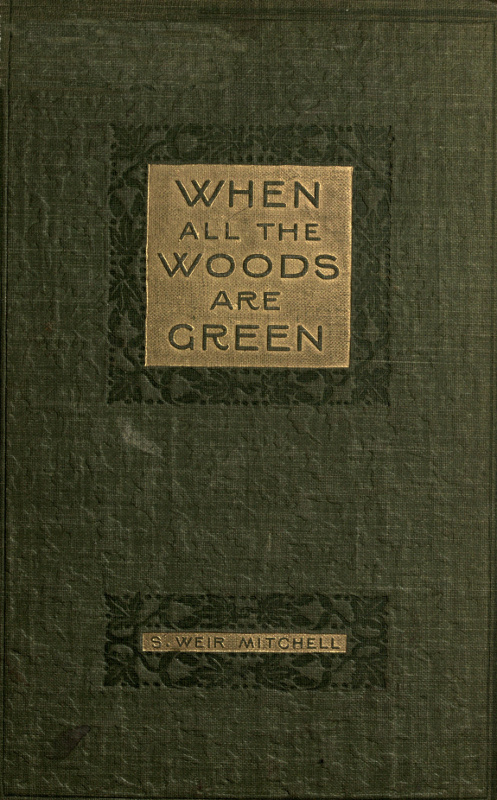 WHEN
ALL THE
WOODS
ARE
GREEN
S. WEIR MITCHELL